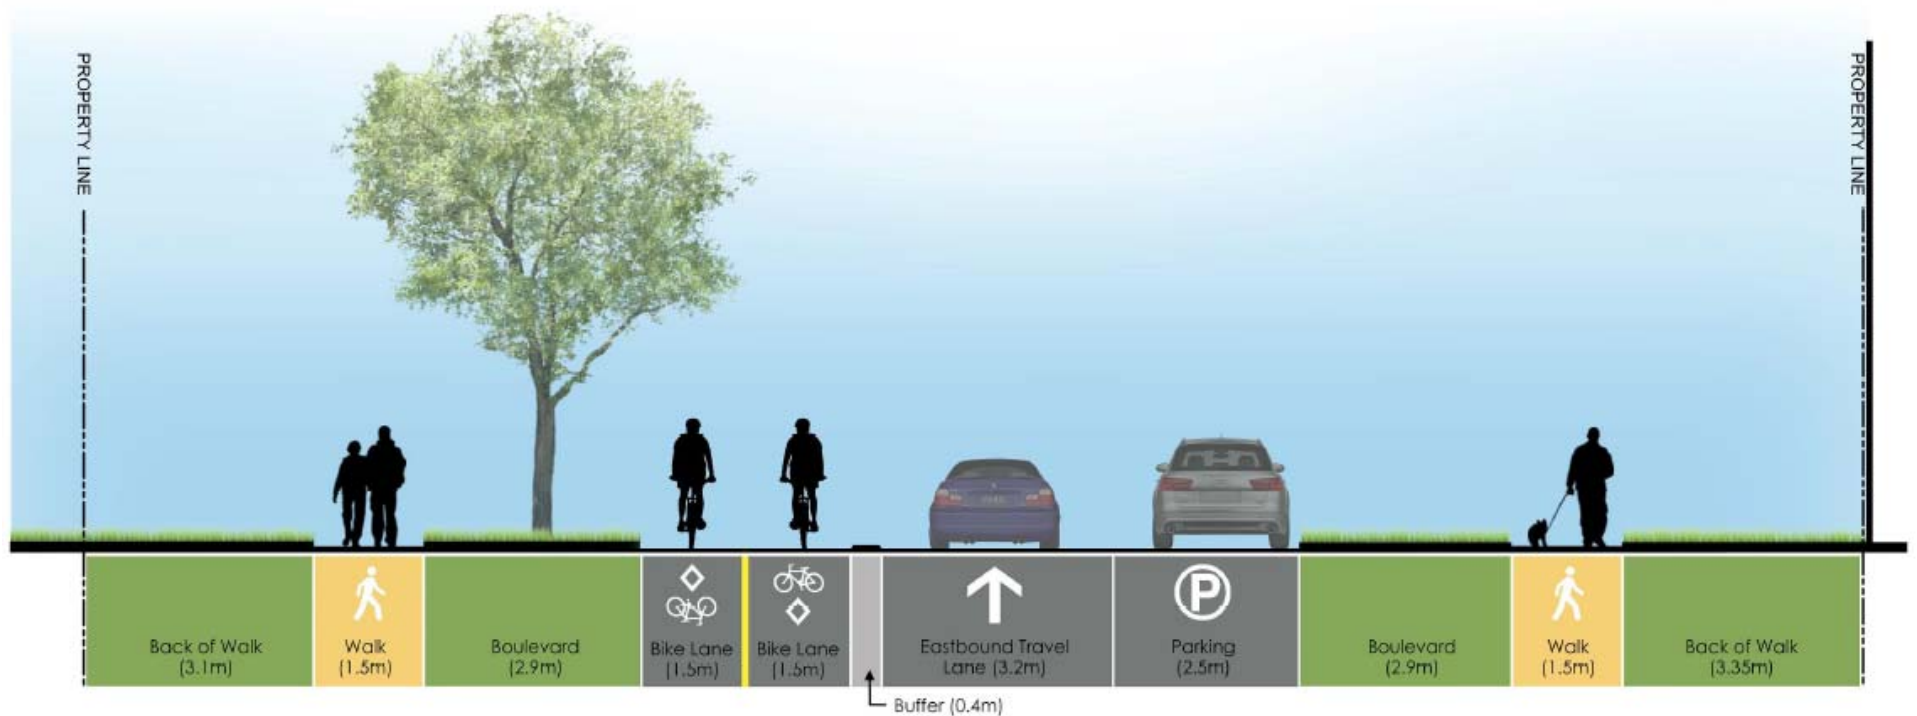 PROPERTY LINE
PROPERTY LINE
Back of Walk
(3.1m)
Walk
(1.5m)
Boulevard
(2.9m)
Bike Lane
(1.5m)
Bike Lane
(1.5m)
Buffer (0.4m)
Eastbound Travel
Lane (3.2m)
P
Parking
(2.5m)
Boulevard
(2.9m)
Walk
(1.5m)
Back of Walk
(3.35m)